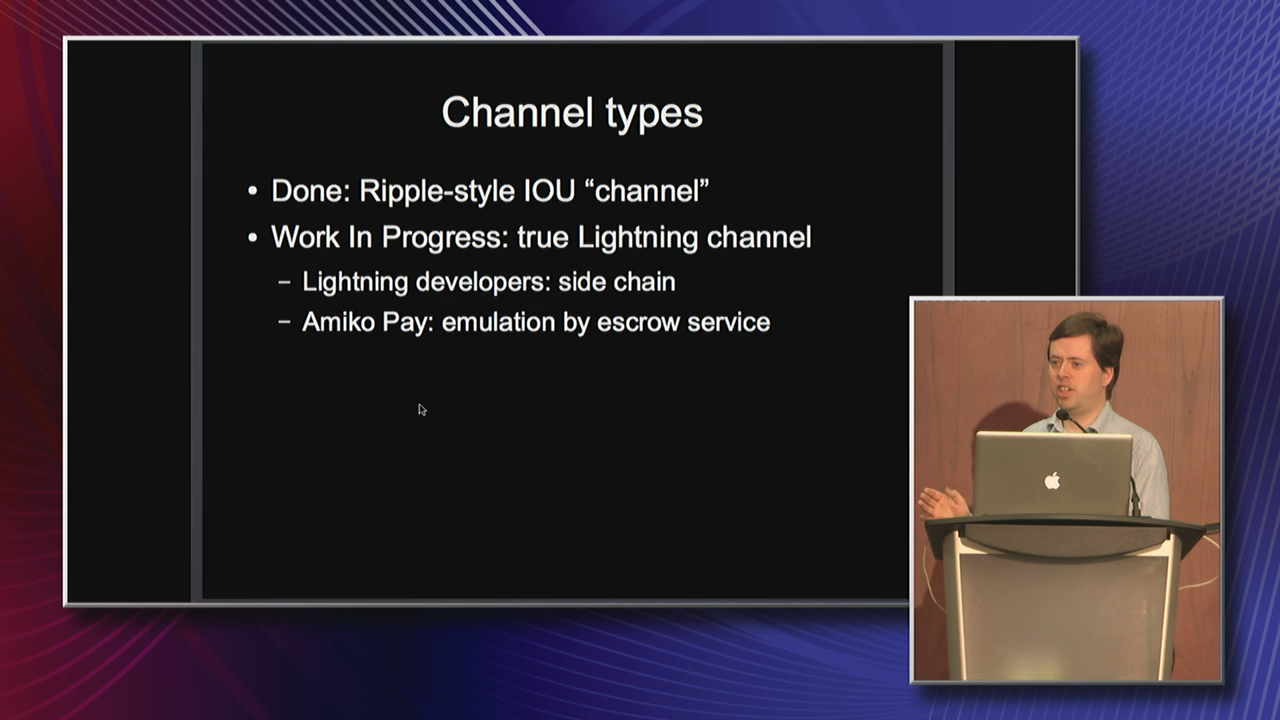 Channel types
• Done: Ripple-style IOU “channel”
• Work In Progress: true Lightning channel
– Lightning developers: side chain
– Amiko Pay: emulation by escrow service